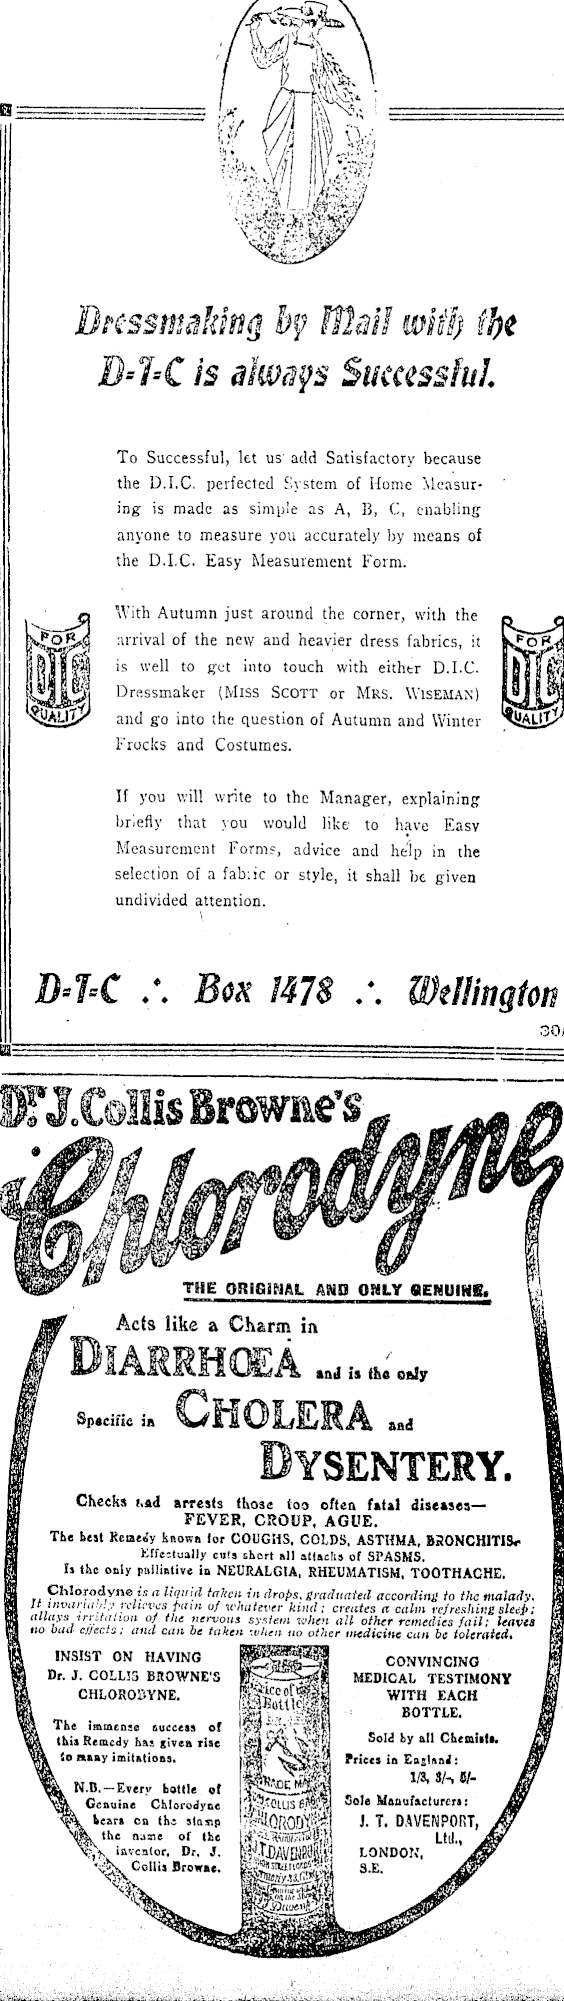 Dressmaking by Mail with the
D-I-C is always Successful.
To Successful, let us add Satisfactory because
the D.I.C. perfected System of Home Measur-
ing is made as simple as A, B, C, enabling
anyone to measure you accurately by means of
the D.I.C. Easy Measurement Form.
With Autumn just around the corner, with the
arrival of the new and heavier dress fabrics, it
is well to get into touch with either D.I.C.
Dressmaker (MISS SCOTT or MRS. WISEMAN)
and go into the question of Autumn and Winter
Frocks and Costumes.
FOR
DIC
QUALITY
FOR
DIC
QUALITY
If you will write to the Manager, explaining
briefly that you would like to have Easy
Measurement Forms, advice and help in the
selection of a fabric or style, it shall be given
undivided attention.
D-I-C ∴ Box 1478 ∴ Wellington
30/
Dr. J. Collis Browne's
Chlorodyne
THE ORIGINAL AND ONLY GENUINE.
Acts like a Charm in
DIARRHŒA and is the only
Specific in CHOLERA and
DYSENTERY.
Checks and arrests those too often fatal diseases—
FEVER, CROUP, AGUE.
The best Remedy known for COUGHS, COLDS, ASTHMA, BRONCHITIS.
Effectually cuts short all attacks of SPASMS.
Is the only palliative in NEURALGIA, RHEUMATISM, TOOTHACHE.
Chlorodyne is a liquid taken in drops, graduated according to the malady.
It invariably relieves pain of whatever kind; creates a calm refreshing sleep;
allays irritation of the nervous system when all other remedies fail; leaves
no bad effects; and can be taken when no other medicine can be tolerated.
INSIST ON HAVING
Dr. J. COLLIS BROWNE'S
CHLORODYNE.
The immense success of
this Remedy has given rise
to many imitations.
N.B.—Every bottle of
Genuine Chlorodyne
bears on the stamp
the name of the
inventor, Dr. J.
Collis Browne.
Bottle
TRADE MA
COLLIS
HLORODY
J.T.DAVENPO
CONVINCING
MEDICAL TESTIMONY
WITH EACH
BOTTLE.
Sold by all Chemists.
Prices in England:
1/3, 3/-, 5/-
Sole Manufacturers:
J. T. DAVENPORT,
Ltd.,
LONDON,
S.E.